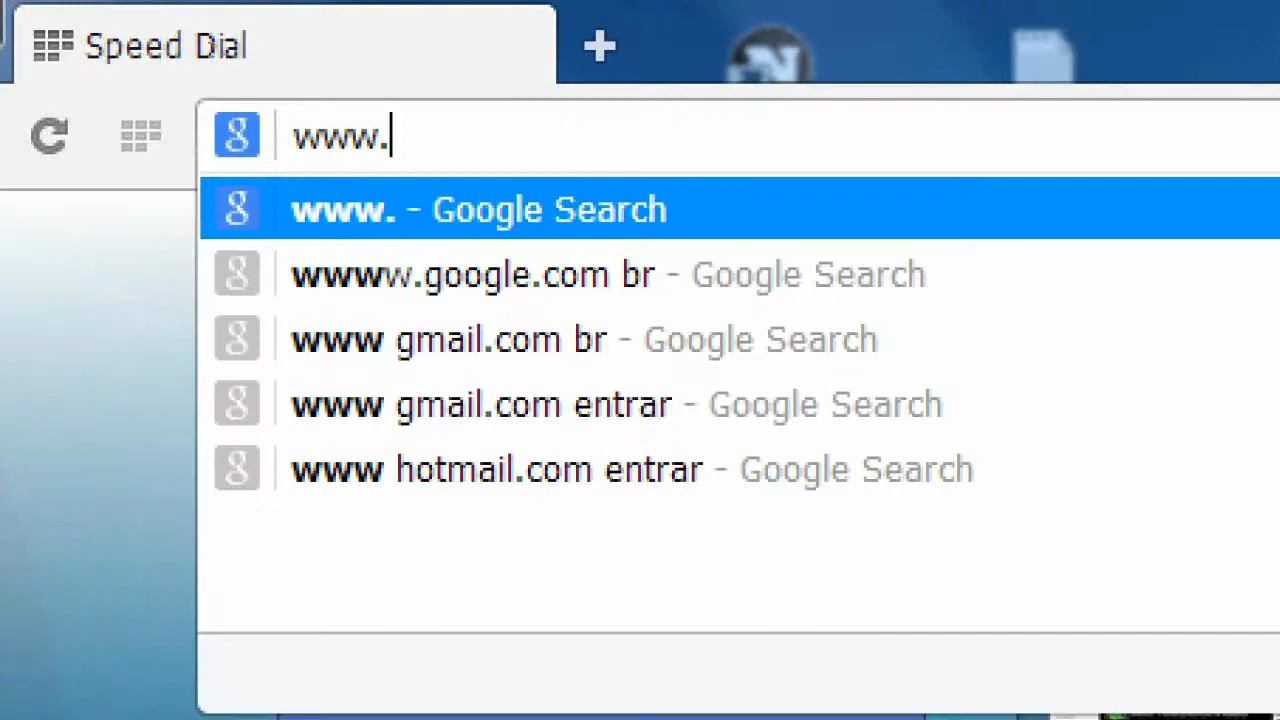 Speed Dial
www.
www. - Google Search
wwww.google.com br - Google Search
www gmail.com br - Google Search
www gmail.com entrar - Google Search
www hotmail.com entrar - Google Search